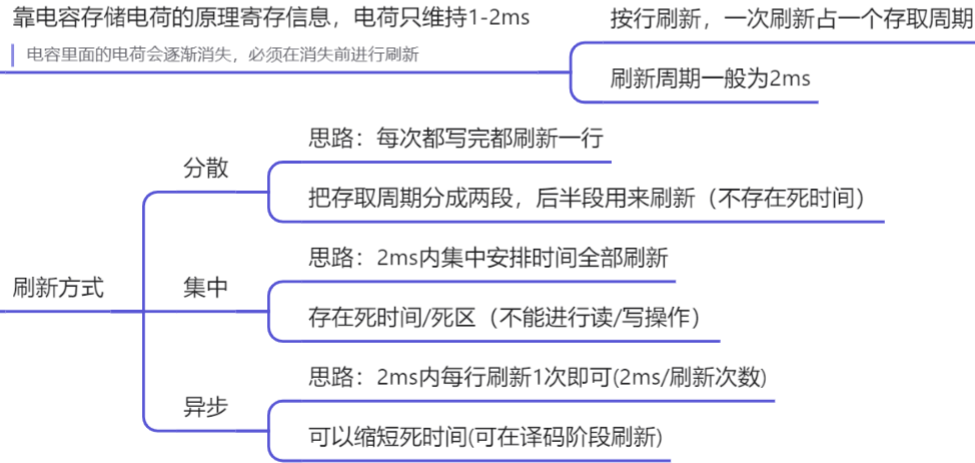 靠电容存储电荷的原理寄存信息，电荷只维持1-2ms
电容里面的电荷会逐渐消失，必须在消失前进行刷新
按行刷新，一次刷新占一个存取周期
刷新周期一般为2ms
刷新方式
分散
思路：每次都写完都刷新一行
把存取周期分成两段，后半段用来刷新（不存在死时间）
集中
思路：2ms内集中安排时间全部刷新
存在死时间/死区（不能进行读/写操作）
异步
思路：2ms内每行刷新1次即可(2ms/刷新次数)
可以缩短死时间(可在译码阶段刷新)